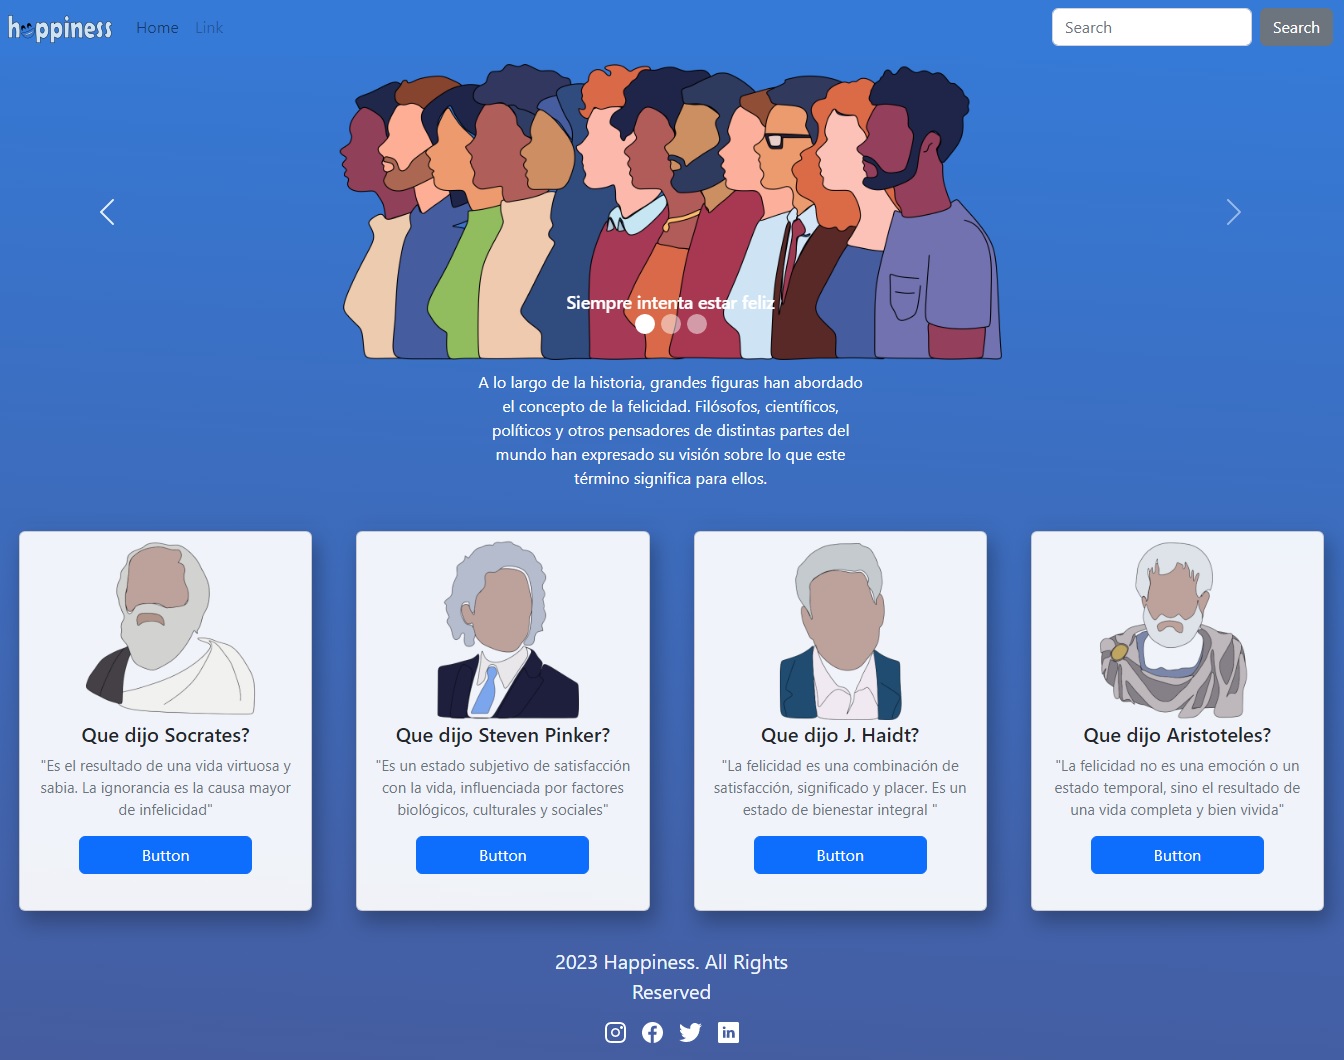 happiness Home Link Search Search
Siempre intenta estar feliz
A lo largo de la historia, grandes figuras han abordado
el concepto de la felicidad. Filósofos, científicos,
políticos y otros pensadores de distintas partes del
mundo han expresado su visión sobre lo que este
término significa para ellos.
Que dijo Socrates?
"Es el resultado de una vida virtuosa y
sabia. La ignorancia es la causa mayor
de infelicidad"
Button
Que dijo Steven Pinker?
"Es un estado subjetivo de satisfacción
con la vida, influenciada por factores
biológicos, culturales y sociales"
Button
Que dijo J. Haidt?
"La felicidad es una combinación de
satisfacción, significado y placer. Es un
estado de bienestar integral "
Button
Que dijo Aristoteles?
"La felicidad no es una emoción o un
estado temporal, sino el resultado de
una vida completa y bien vivida"
Button
2023 Happiness. All Rights
Reserved